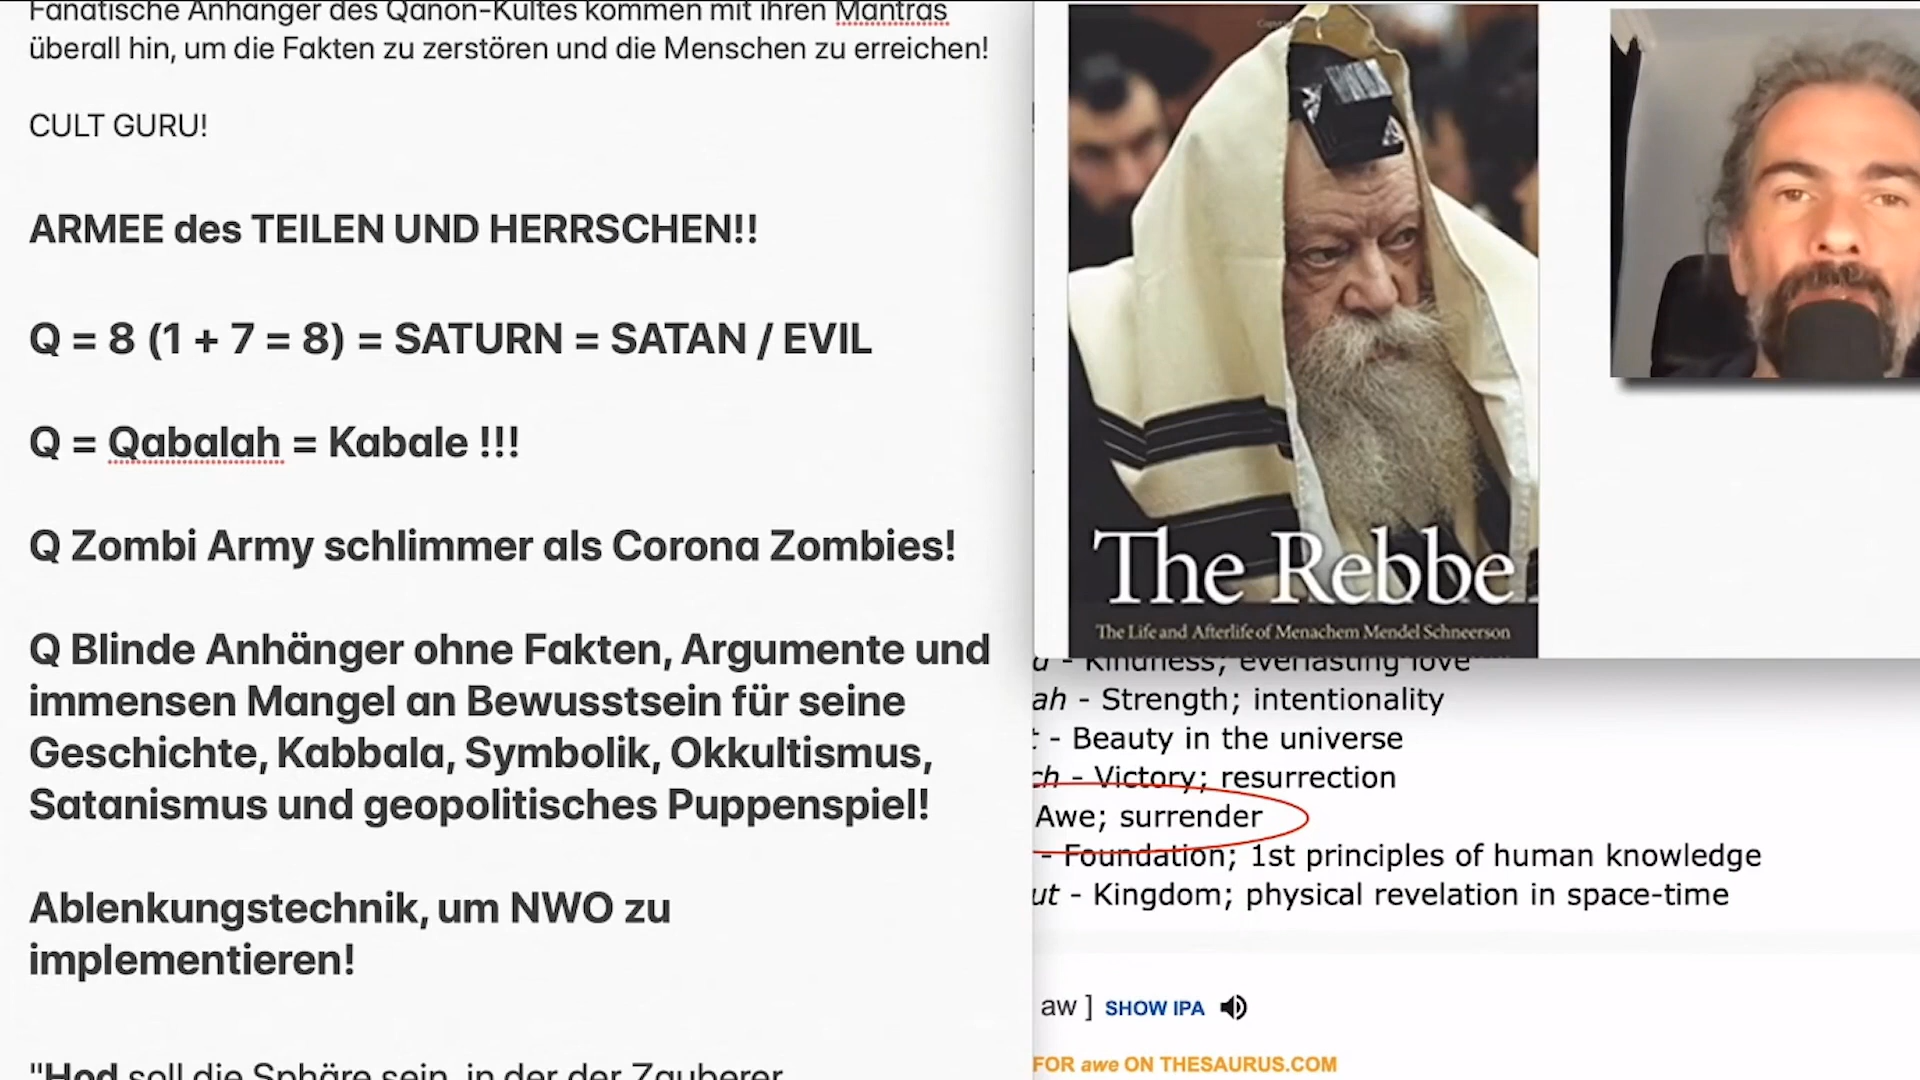 Fanatische Anhänger des Qanon-Kultes kommen mit ihren Mantras
überall hin, um die Fakten zu zerstören und die Menschen zu erreichen!
CULT GURU!
ARMEE des TEILEN UND HERRSCHEN!!
Q = 8 (1 + 7 = 8) = SATURN = SATAN / EVIL
Q = Qabalah = Kabale !!!
Q Zombi Army schlimmer als Corona Zombies!
Q Blinde Anhänger ohne Fakten, Argumente und
immensen Mangel an Bewusstsein für seine
Geschichte, Kabbala, Symbolik, Okkultismus,
Satanismus und geopolitisches Puppenspiel!
Ablenkungstechnik, um NWO zu
implementieren!
"Hod soll die Sphäre sein, in der der Zauberer
The Rebbe
The Life and Afterlife of Menachem Mendel Schneerson
d - Kindness; everlasting love
ah - Strength; intentionality
t - Beauty in the universe
ch - Victory; resurrection
Awe; surrender
- Foundation; 1st principles of human knowledge
ut - Kingdom; physical revelation in space-time
aw ] SHOW IPA
FOR awe ON THESAURUS.COM